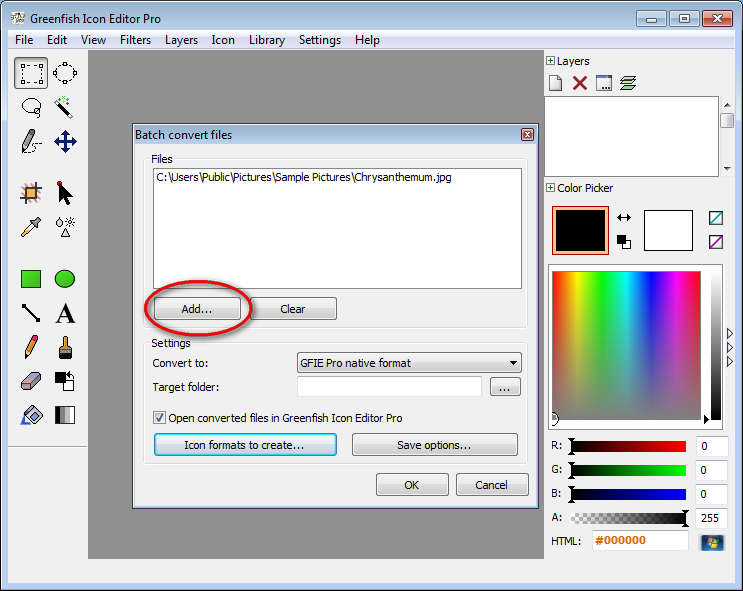 Greenfish Icon Editor Pro
File Edit View Filters Layers Icon Library Settings Help
Layers
Batch convert files
Files
C:\Users\Public\Pictures\Sample Pictures\Chrysanthemum.jpg
Add...
Clear
Settings
Convert to:
GFIE Pro native format
Target folder:
...
Open converted files in Greenfish Icon Editor Pro
Icon formats to create...
Save options...
OK
Cancel
Color Picker
R: 0
G: 0
B: 0
A: 255
HTML: #000000
A